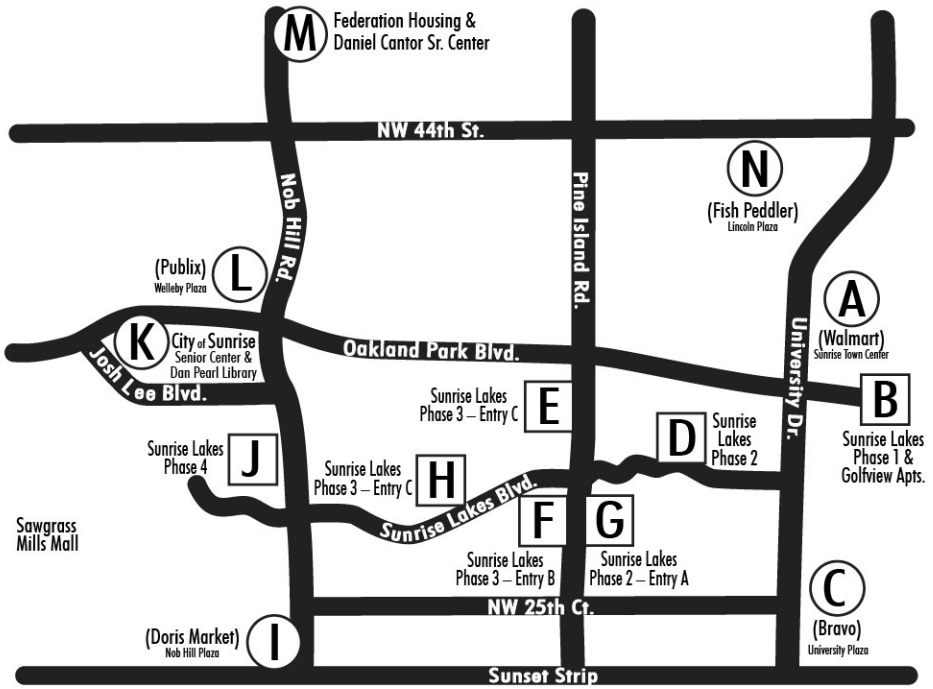 M
Federation Housing &
Daniel Cantor Sr. Center
NW 44th St.
N
(Fish Peddler)
Lincoln Plaza
Nob Hill Rd.
Pine Island Rd.
(Publix)
Welleby Plaza
L
A
(Walmart)
Sunrise Town Center
K
City of Sunrise
Senior Center &
Dan Pearl Library
Josh Lee Blvd.
Oakland Park Blvd.
University Dr.
B
Sunrise Lakes
Phase 1 &
Golfview Apts.
Sunrise Lakes
Phase 3 – Entry C
E
D
Sunrise
Lakes
Phase 2
Sunrise Lakes
Phase 4
J
Sunrise Lakes
Phase 3 – Entry C
H
Sunrise Lakes Blvd.
F
G
Sawgrass
Mills Mall
Sunrise Lakes
Phase 3 – Entry B
Sunrise Lakes
Phase 2 – Entry A
C
(Bravo)
University Plaza
NW 25th Ct.
(Doris Market)
Nob Hill Plaza
I
Sunset Strip